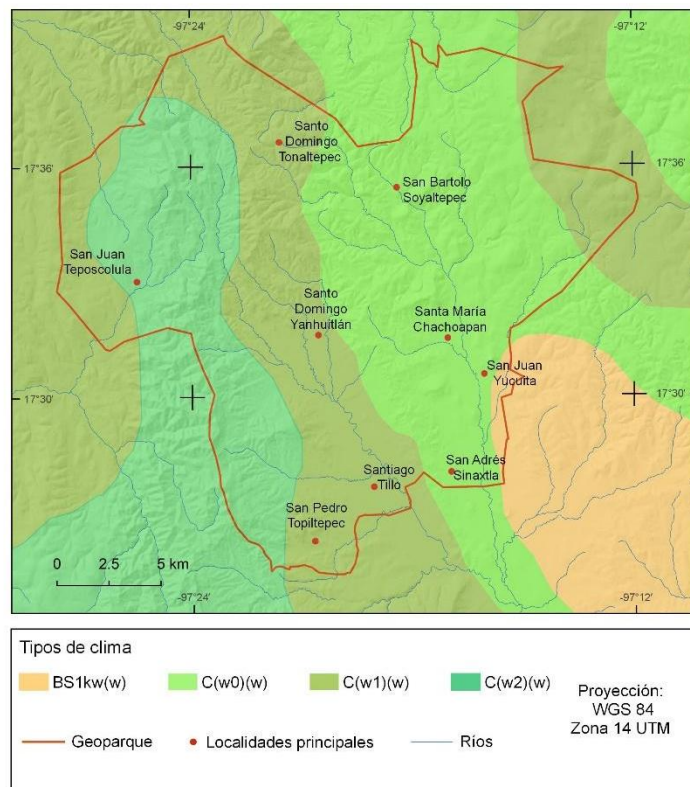 -97°24'
-97°12'
Santo
Domingo
Tonaltepec
17°36'
17°36'
San Bartolo
Soyaltepec
San Juan
Teposcolula
Santo
Domingo
Yanhuitlán
Santa María
Chachoapan
San Juan
Yucuita
17°30'
17°30'
San Adrés
Sinaxtla
Santiago
Tillo
San Pedro
Topiltepec
0 2.5 5 km
-97°24'
-97°12'
Tipos de clima
BS1kw(w) C(w0)(w) C(w1)(w) C(w2)(w)
Geoparque Localidades principales Ríos
Proyección:
WGS 84
Zona 14 UTM